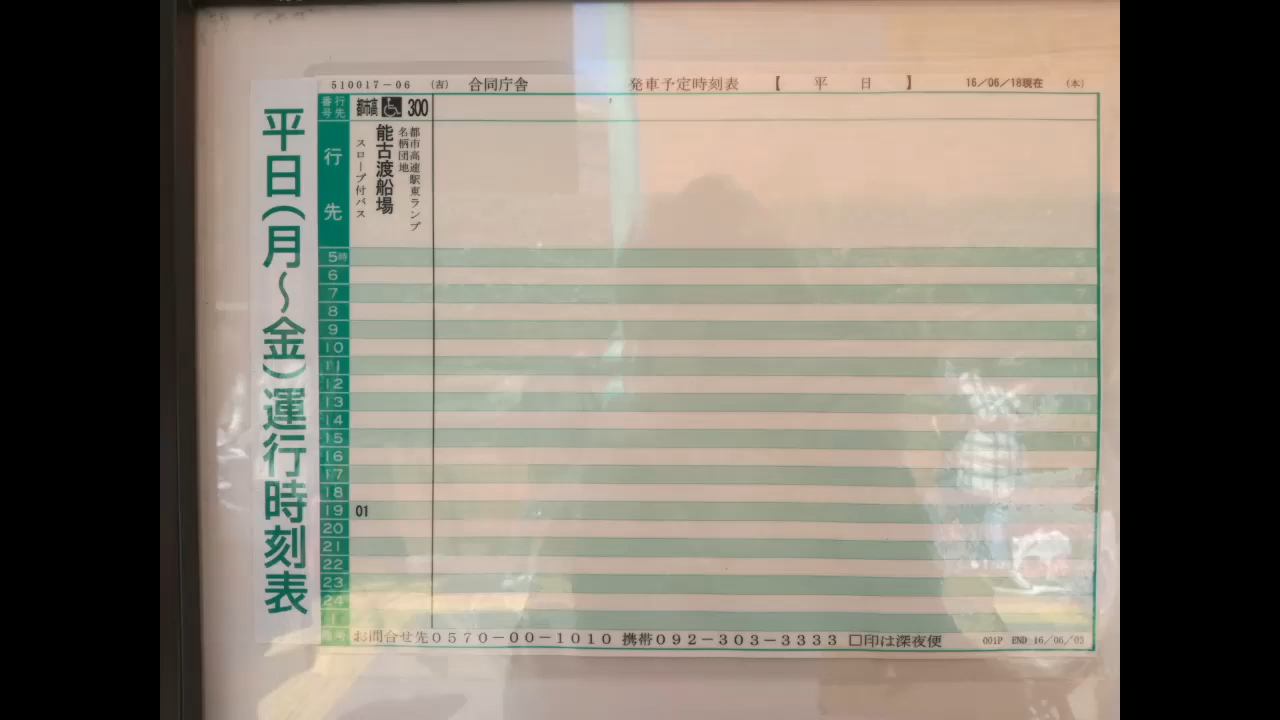 510017-06 (吉) 合同庁舎 発車予定時刻表 【 平 日 】 16/06/18現在 (本)
平日(月~金)運行時刻表
行先番号 都市高 300
行先
都市高速駅東ランプ
名柄団地
能古渡船場
スロープ付バス
5時
6
7
8
9
10
11
12
13
14
15
16
17
18
19 01
20
21
22
23
24
1
お問合せ先0570-00-1010 携帯092-303-3333 □印は深夜便 001P END 16/06/03